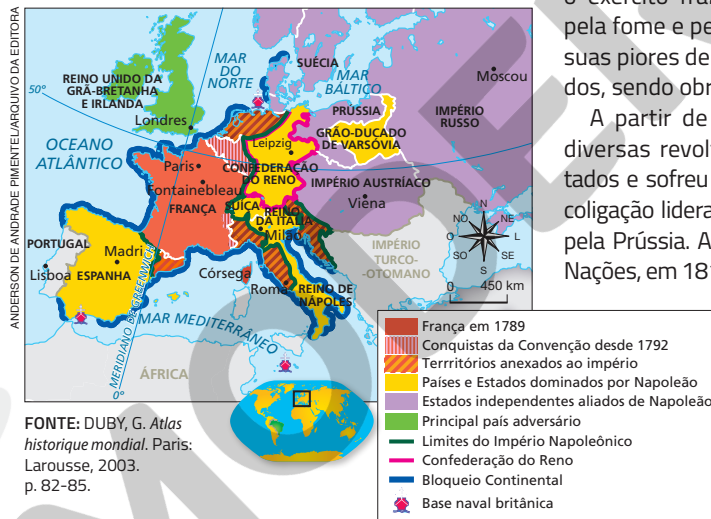 ANDERSON DE ANDRADE PIMENTEL/ARQUIVO DA EDITORA
MAR
DO
NORTE
SUÉCIA
MAR
BÁLTICO
Moscou
REINO UNIDO DA
GRÃ-BRETANHA
E IRLANDA
50°
Londres
PRÚSSIA
IMPÉRIO
RUSSO
GRÃO-DUCADO
DE VARSÓVIA
OCEANO
ATLÂNTICO
Leipzig
Paris
CONFEDERAÇÃO
DO RENO
Fontainebleau
IMPÉRIO AUSTRÍACO
Viena
FRANÇA
SUÍÇA
REINO
DA ITÁLIA
Milão
N
NO
NE
O
L
SO
SE
S
PORTUGAL
Madri
Lisboa
ESPANHA
Córsega
Roma
REINO DE
NÁPOLES
IMPÉRIO
TURCO-
-OTOMANO
0
450 km
MAR MEDITERRÂNEO
MERIDIANO DE GREENWICH
0°
ÁFRICA
França em 1789
Conquistas da Convenção desde 1792
Terrritórios anexados ao império
Países e Estados dominados por Napoleão
Estados independentes aliados de Napoleão
Principal país adversário
Limites do Império Napoleônico
Confederação do Reno
Bloqueio Continental
Base naval britânica
FONTE: DUBY, G. Atlas
historique mondial. Paris:
Larousse, 2003.
p. 82-85.
pela fome e pe
suas piores de
dos, sendo obr
A partir de
diversas revol
tados e sofreu
coligação lidera
pela Prússia. A
Nações, em 181
MODE